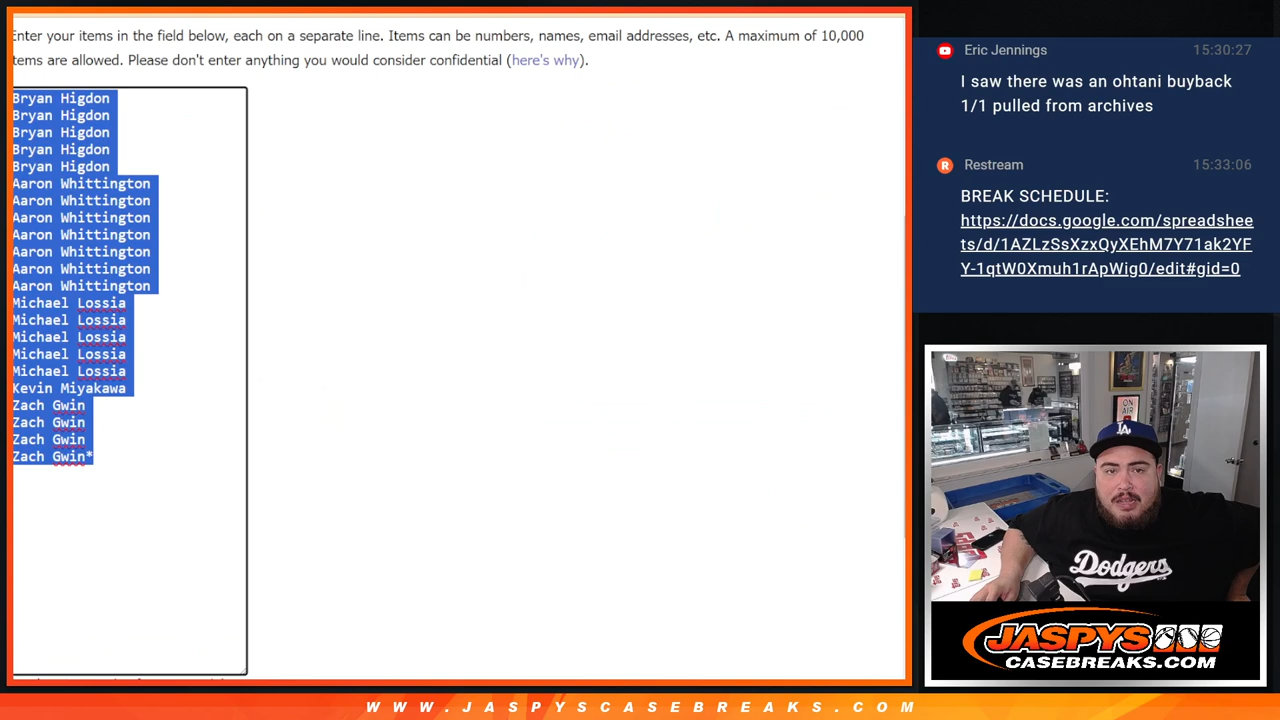 Enter your items in the field below, each on a separate line. Items can be numbers, names, email addresses, etc. A maximum of 10,000
items are allowed. Please don't enter anything you would consider confidential (here's why).
Bryan Higdon
Bryan Higdon
Bryan Higdon
Bryan Higdon
Bryan Higdon
Aaron Whittington
Aaron Whittington
Aaron Whittington
Aaron Whittington
Aaron Whittington
Aaron Whittington
Aaron Whittington
Michael Lossia
Michael Lossia
Michael Lossia
Michael Lossia
Michael Lossia
Kevin Miyakawa
Zach Gwin
Zach Gwin
Zach Gwin
Zach Gwin*
Eric Jennings 15:30:27
I saw there was an ohtani buyback
1/1 pulled from archives
Restream 15:33:06
BREAK SCHEDULE:
https://docs.google.com/spreadshee
ts/d/1AZLzSsXzxQyXEhM7Y71ak2YF
Y-1qtW0Xmuh1rApWig0/edit#gid=0
ON
AIR
LA
Dodgers
JASPYS
CASEBREAKS.COM
WWW.JASPYSCASEBREAKS.COM